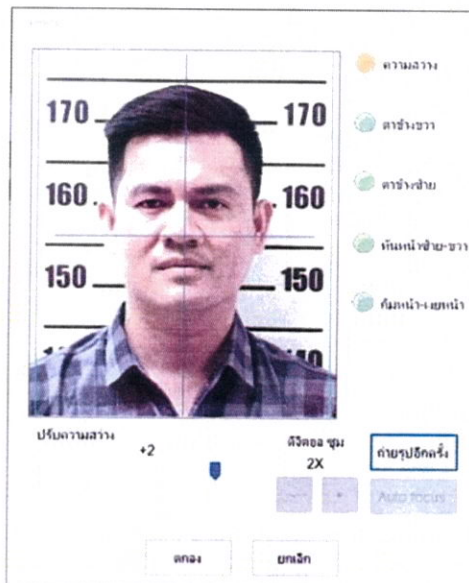 ความสว่าง
170 170
ตาข้างขวา
160 160
ตาข้างซ้าย
หันหน้าซ้าย-ขวา
150 150
ก้มหน้า-เงยหน้า
ปรับความสว่าง
+2
ดิจิตอล ซูม
2X
ถ่ายรูปอีกครั้ง
- +
Auto focus
ตกลง ยกเลิก